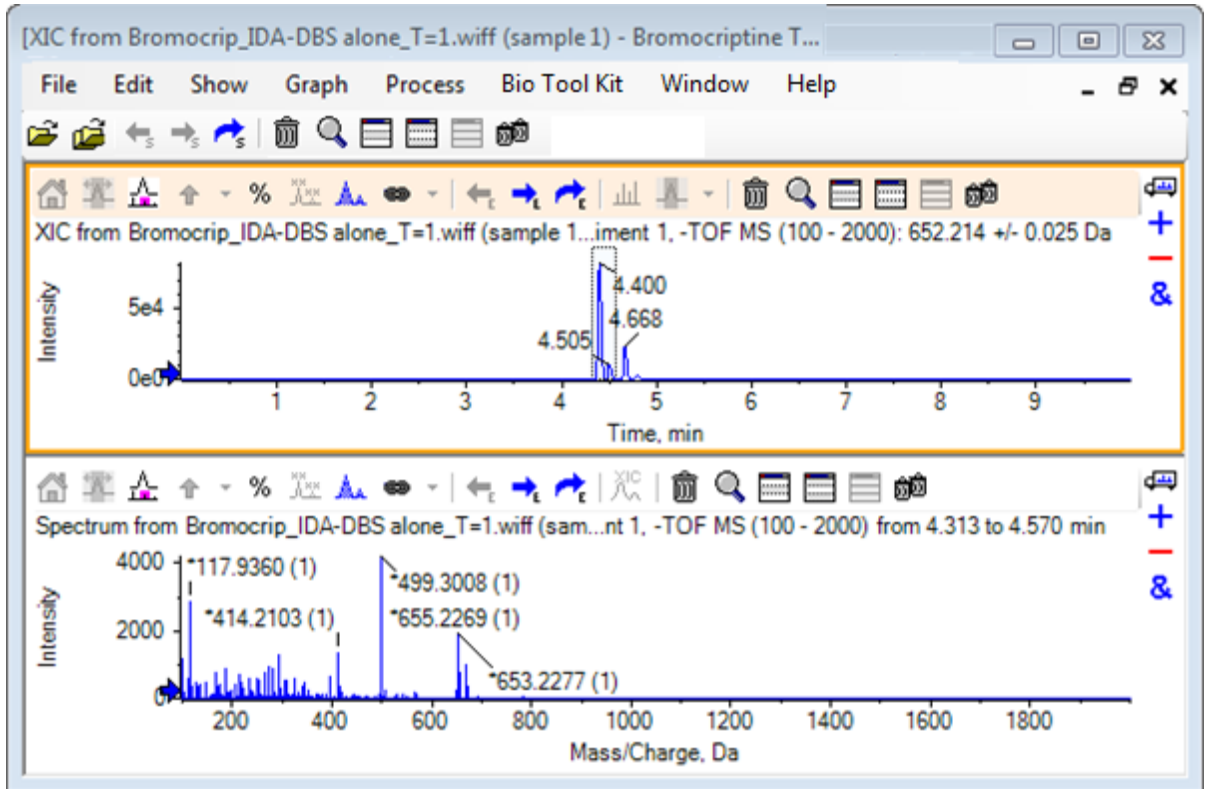 [XIC from Bromocrip_IDA-DBS alone_T=1.wiff (sample 1) - Bromocriptine T...
File Edit Show Graph Process Bio Tool Kit Window Help
XIC from Bromocrip_IDA-DBS alone_T=1.wiff (sample 1...iment 1, -TOF MS (100 - 2000): 652.214 +/- 0.025 Da
Intensity
5e4
0e0
4.400
4.505
4.668
1 2 3 4 5 6 7 8 9
Time, min
Spectrum from Bromocrip_IDA-DBS alone_T=1.wiff (sam...nt 1, -TOF MS (100 - 2000) from 4.313 to 4.570 min
Intensity
4000
2000
0
*117.9360 (1)
*499.3008 (1)
*414.2103 (1)
*655.2269 (1)
*653.2277 (1)
200 400 600 800 1000 1200 1400 1600 1800
Mass/Charge, Da